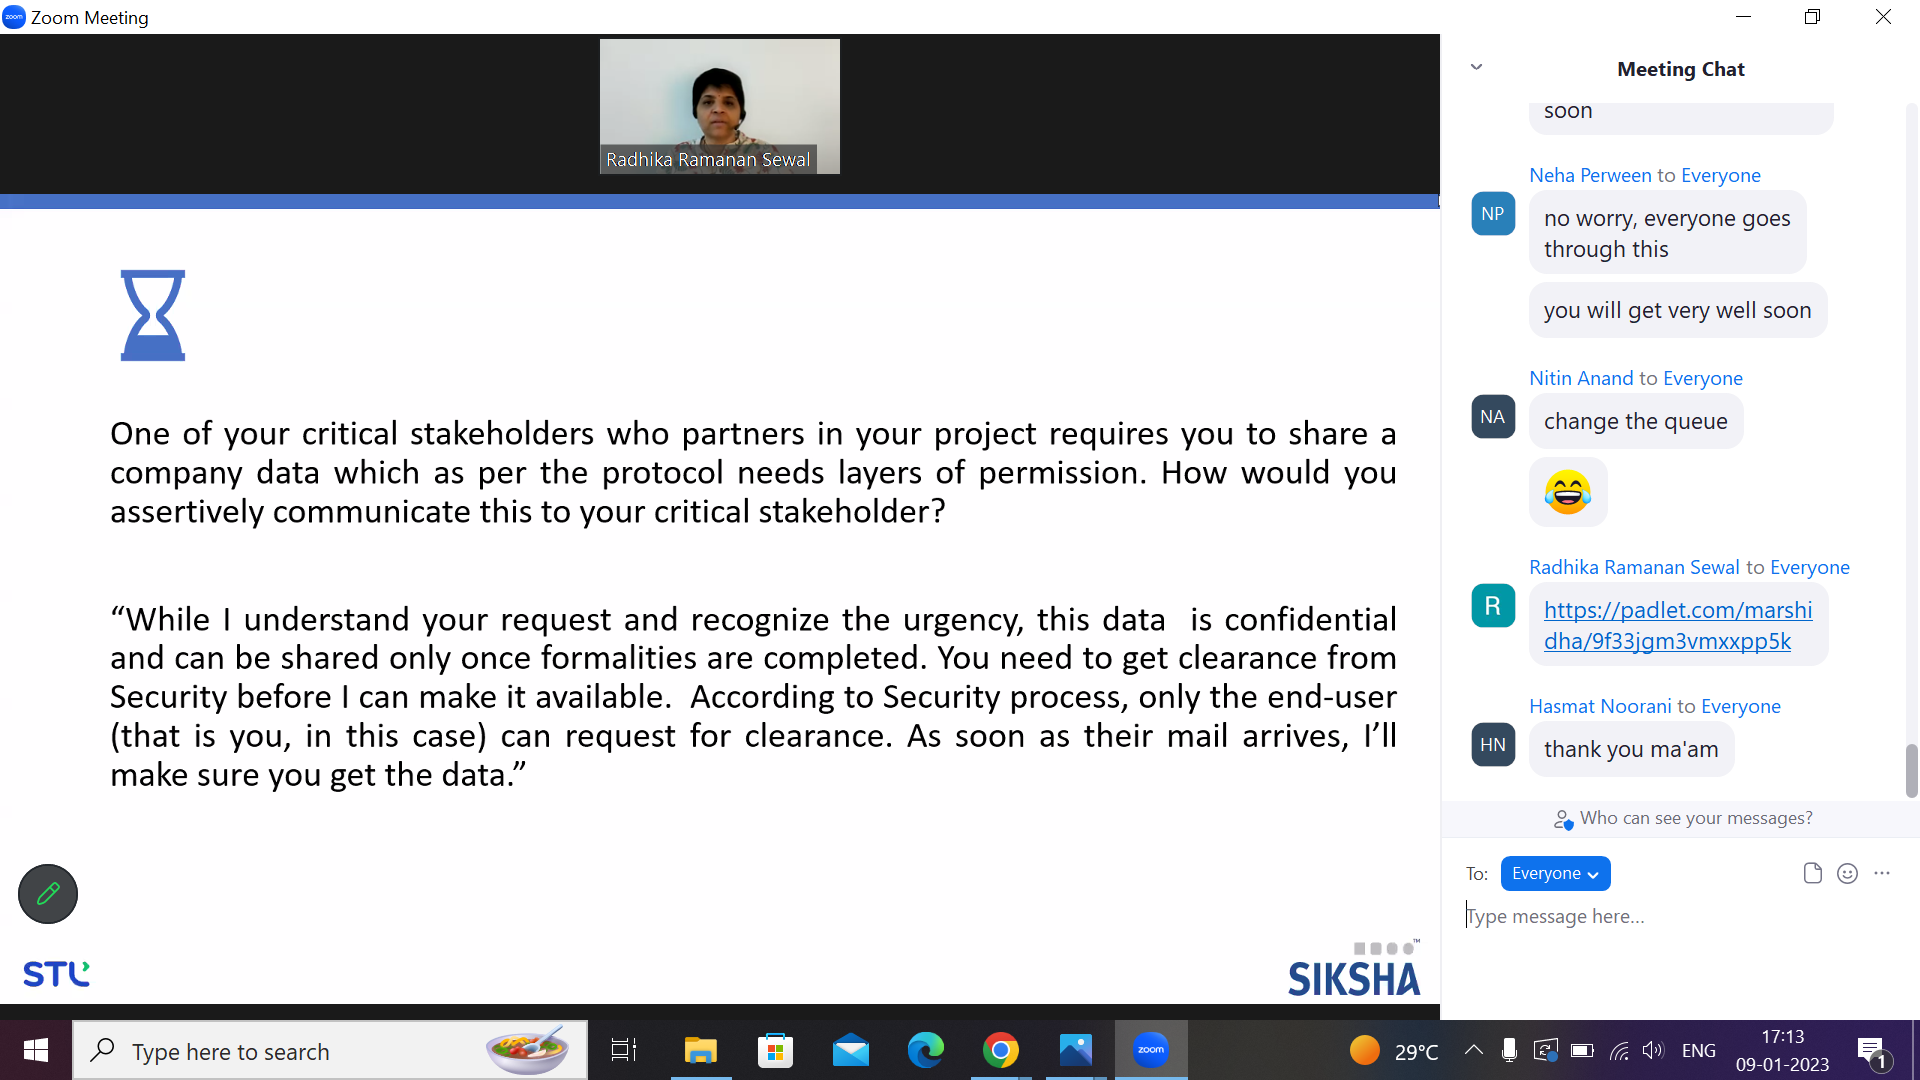 zoom
Zoom Meeting
Radhika Ramanan Sewal
One of your critical stakeholders who partners in your project requires you to share a
company data which as per the protocol needs layers of permission. How would you
assertively communicate this to your critical stakeholder?
“While I understand your request and recognize the urgency, this data  is confidential
and can be shared only once formalities are completed. You need to get clearance from
Security before I can make it available.  According to Security process, only the end-user
(that is you, in this case) can request for clearance. As soon as their mail arrives, I’ll
make sure you get the data.”
STL
SIKSHA™
Meeting Chat
soon
Neha Perween to Everyone
NP
no worry, everyone goes
through this
you will get very well soon
Nitin Anand to Everyone
NA
change the queue
Radhika Ramanan Sewal to Everyone
R
https://padlet.com/marshi
dha/9f33jgm3vmxxpp5k
Hasmat Noorani to Everyone
HN
thank you ma'am
Who can see your messages?
To: Everyone
Type message here...
Type here to search
zoom
29°C
ENG
17:13
09-01-2023
1